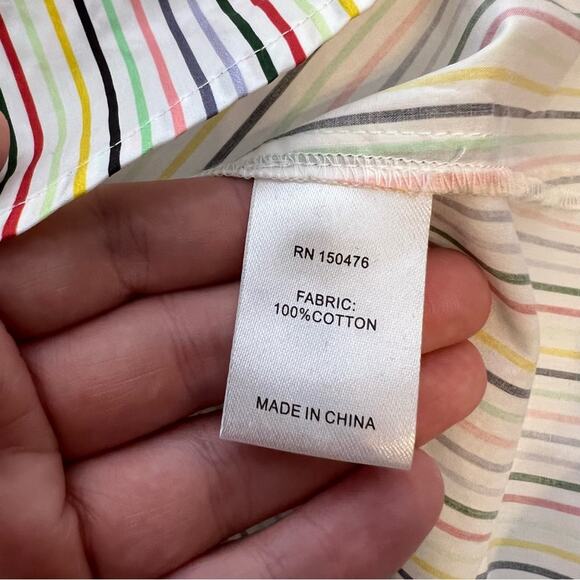 RN 150476
FABRIC:
100%COTTON
MADE IN CHINA